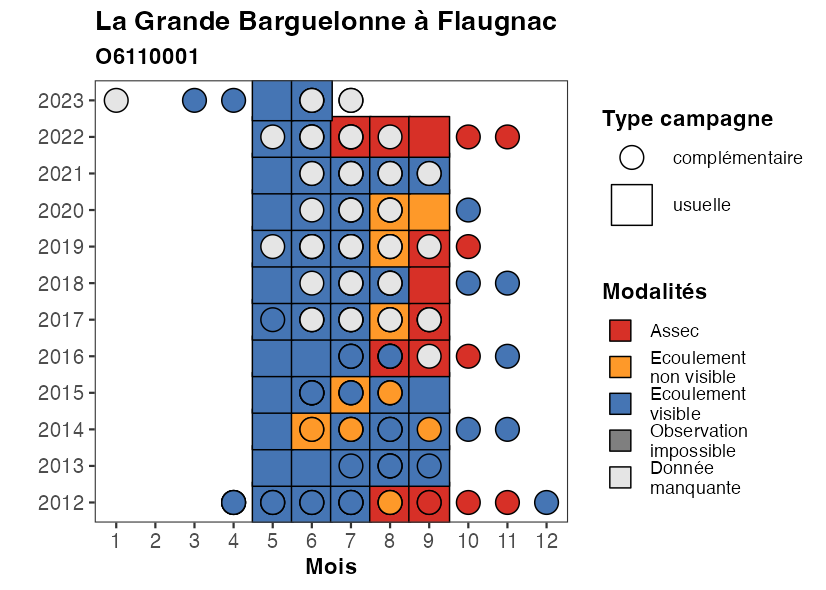 La Grande Barguelonne à Flaugnac
O6110001
2023
2022
2021
2020
2019
2018
2017
2016
2015
2014
2013
2012
1 2 3 4 5 6 7 8 9 10 11 12
Mois
Type campagne
complémentaire
usuelle
Modalités
Assec
Ecoulement
non visible
Ecoulement
visible
Observation
impossible
Donnée
manquante